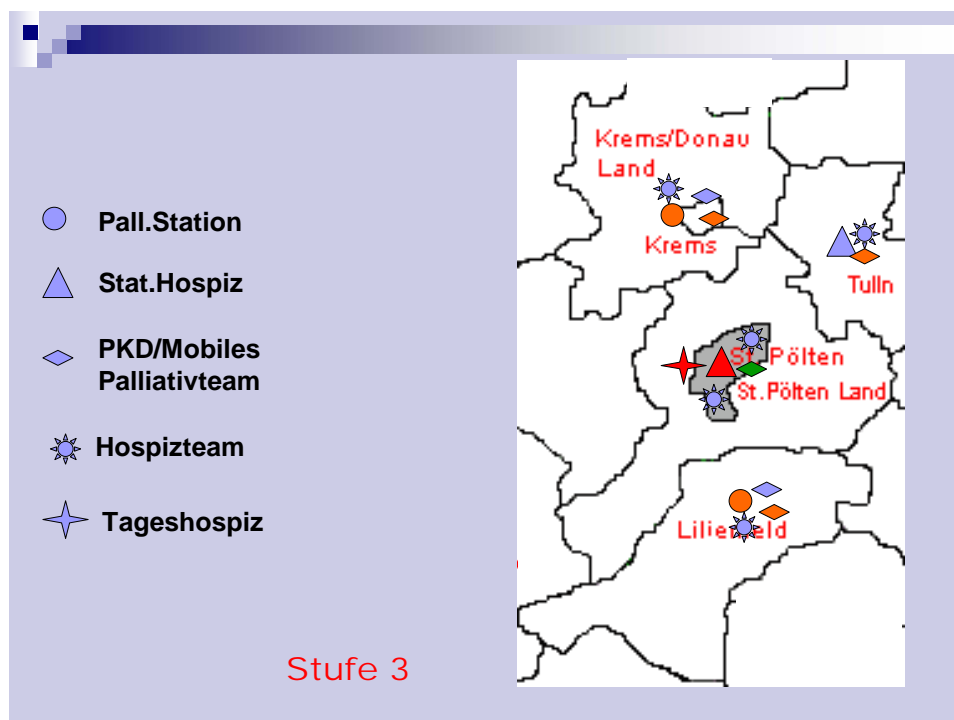 Pall.Station
Stat.Hospiz
PKD/Mobiles
Palliativteam
Hospizteam
Tageshospiz
Stufe 3
Krems/Donau
Land
Krems
Tulln
St. Pölten
St.Pölten Land
Lilienfeld